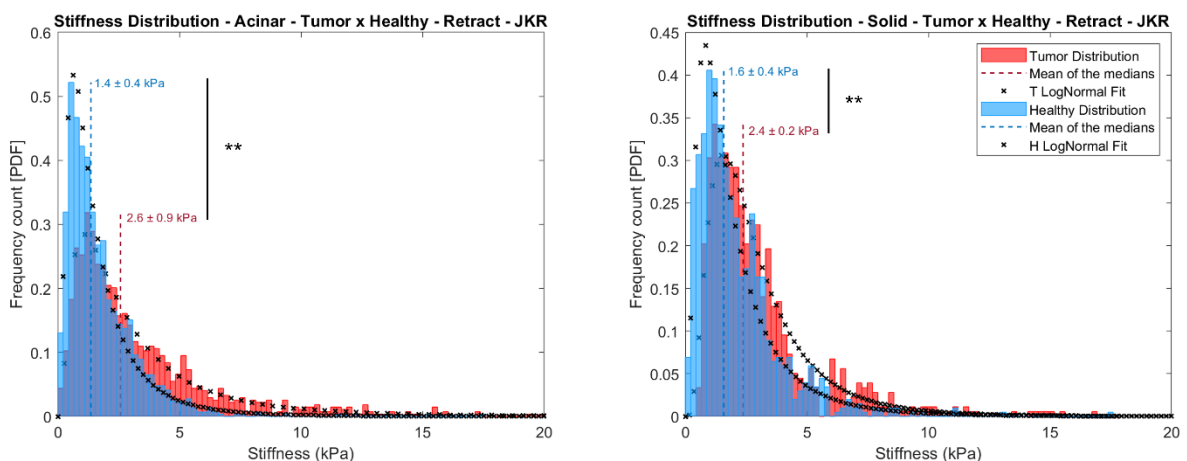 Stiffness Distribution - Acinar - Tumor x Healthy - Retract - JKR
0.6
0.5
0.4
0.3
0.2
0.1
0
Frequency count [PDF]
1.4 ± 0.4 kPa
**
2.6 ± 0.9 kPa
0 5 10 15 20
Stiffness (kPa)
Stiffness Distribution - Solid - Tumor x Healthy - Retract - JKR
0.45
0.4
0.35
0.3
0.25
0.2
0.15
0.1
0.05
0
Frequency count [PDF]
1.6 ± 0.4 kPa
**
2.4 ± 0.2 kPa
Tumor Distribution
Mean of the medians
T LogNormal Fit
Healthy Distribution
Mean of the medians
H LogNormal Fit
0 5 10 15 20
Stiffness (kPa)